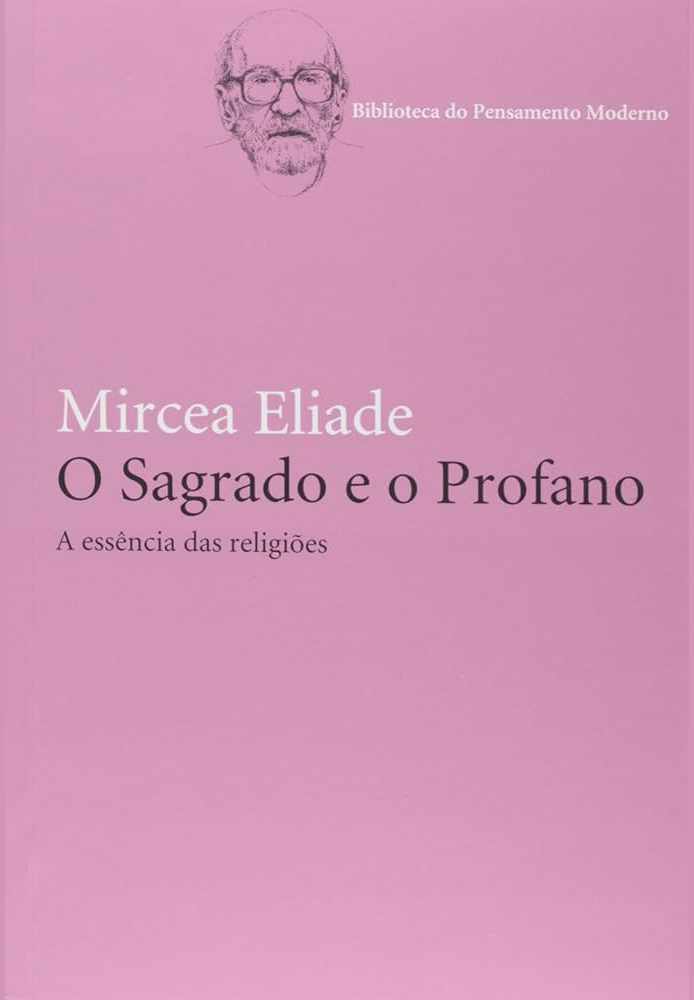 Biblioteca do Pensamento Moderno
Mircea Eliade
O Sagrado e o Profano
A essência das religiões